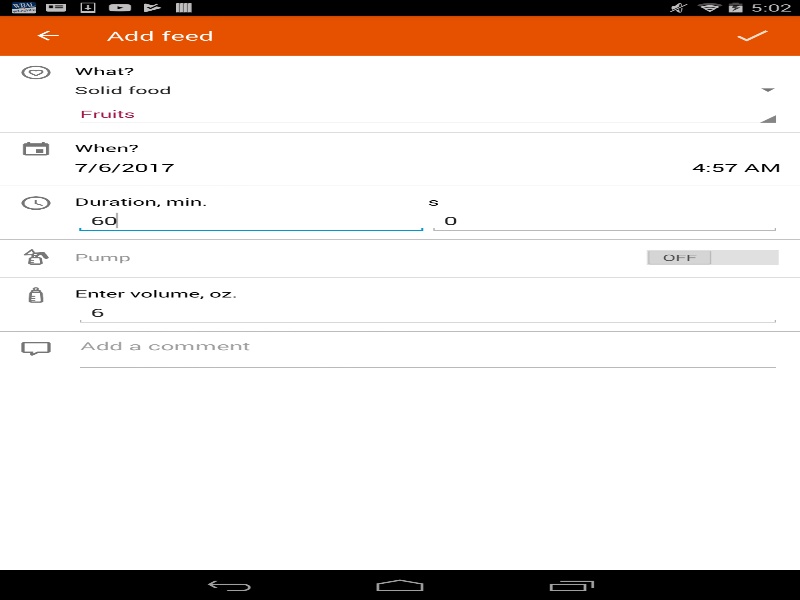 5:02
Add feed
What?
Solid food
Fruits
When?
7/6/2017 4:57 AM
Duration, min. s
60 0
Pump OFF
Enter volume, oz.
6
Add a comment